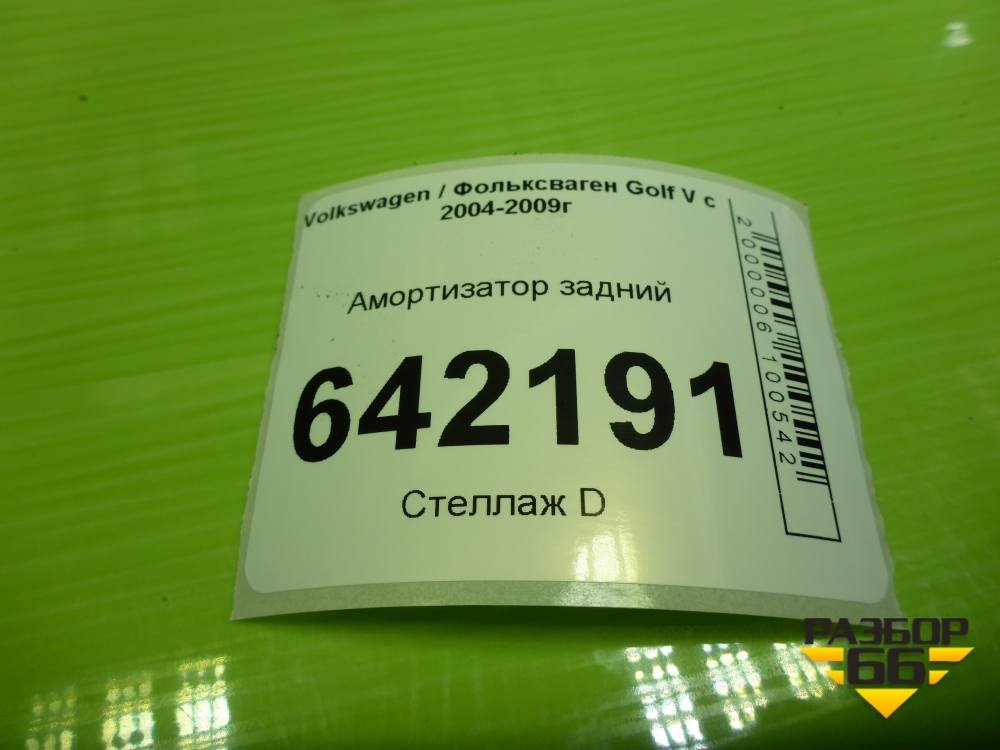 Volkswagen / Фольксваген Golf V с
2004-2009г
Амортизатор задний
642191
Стеллаж D
2000006100542
РАЗБОР
66